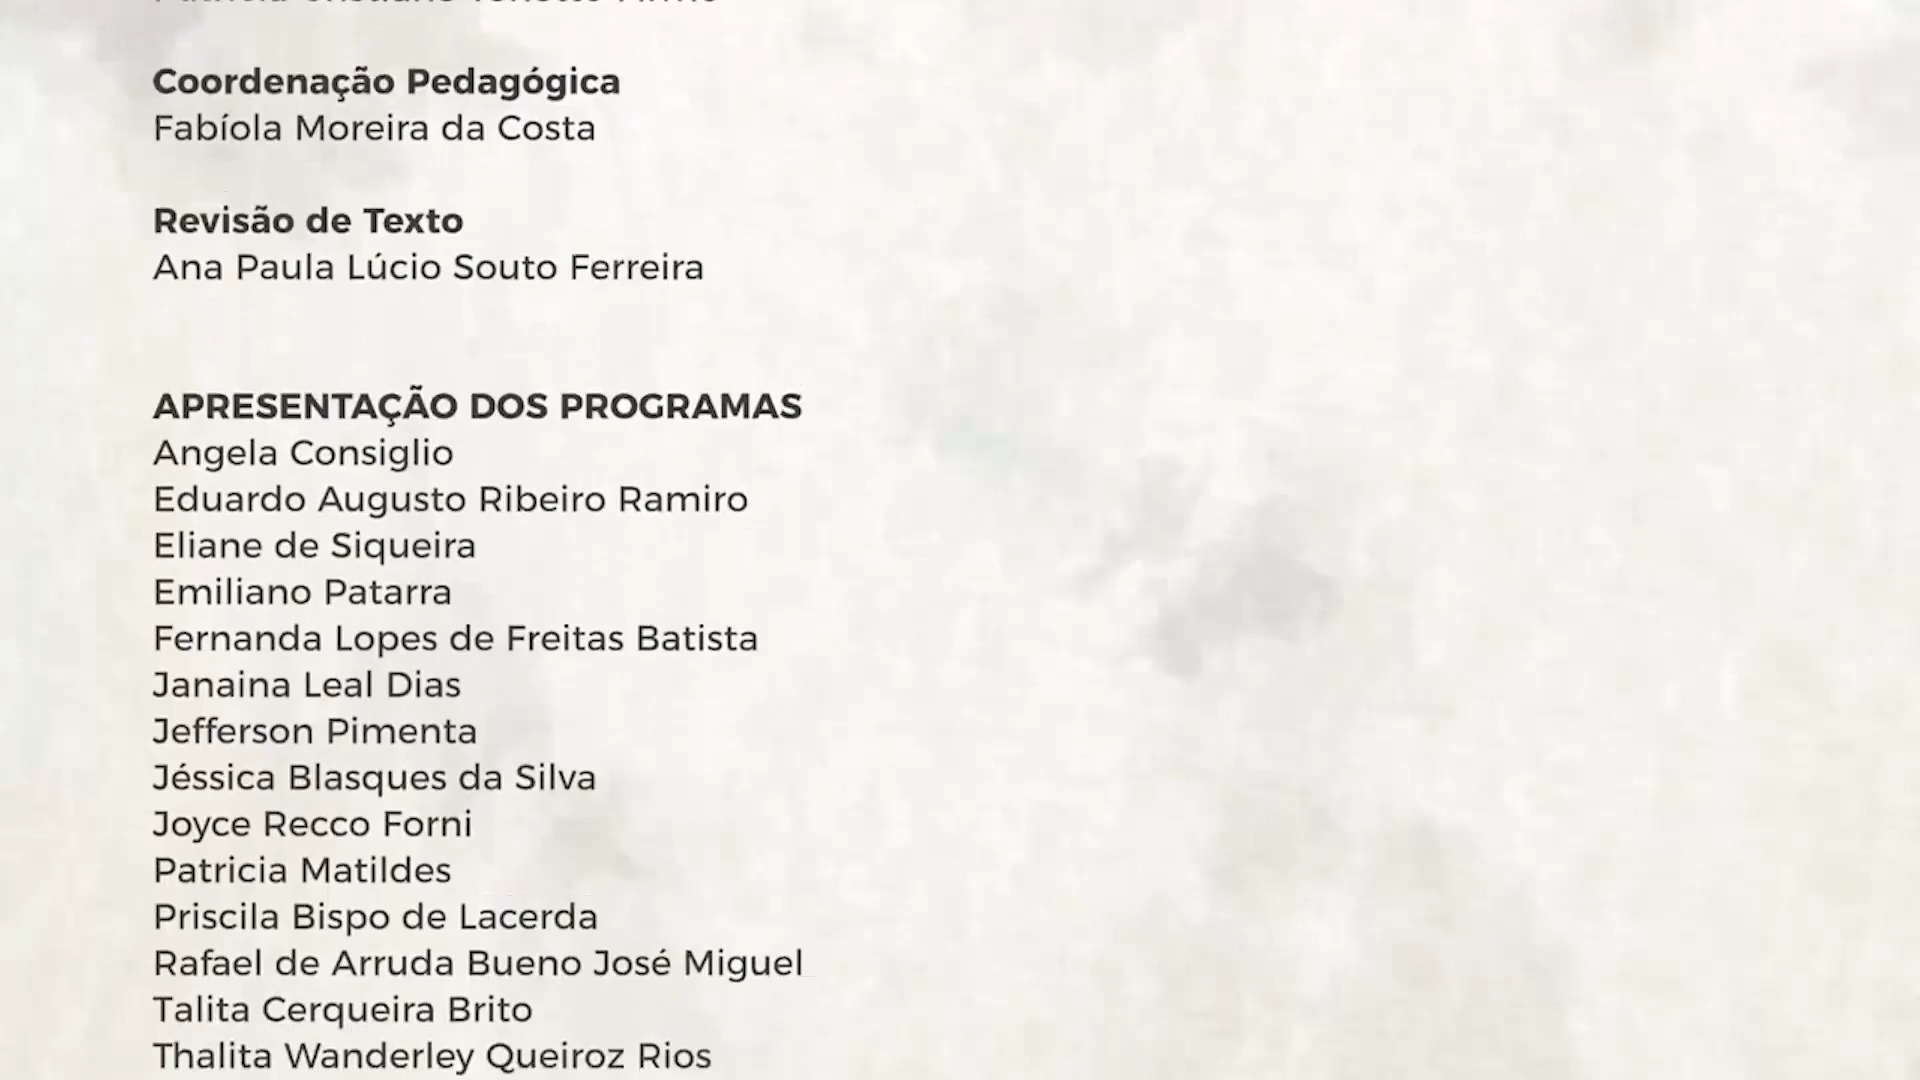 Coordenação Pedagógica
Fabíola Moreira da Costa
Revisão de Texto
Ana Paula Lúcio Souto Ferreira
APRESENTAÇÃO DOS PROGRAMAS
Angela Consiglio
Eduardo Augusto Ribeiro Ramiro
Eliane de Siqueira
Emiliano Patarra
Fernanda Lopes de Freitas Batista
Janaina Leal Dias
Jefferson Pimenta
Jéssica Blasques da Silva
Joyce Recco Forni
Patricia Matildes
Priscila Bispo de Lacerda
Rafael de Arruda Bueno José Miguel
Talita Cerqueira Brito
Thalita Wanderley Queiroz Rios